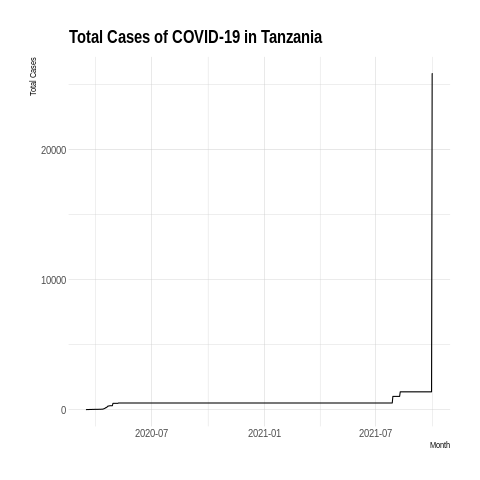 Total Cases of COVID-19 in Tanzania
Total Cases
20000
10000
0
2020-07
2021-01
2021-07
Month